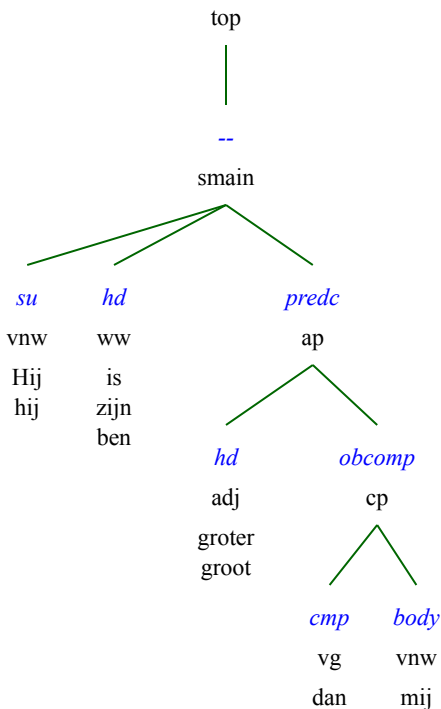 top
--
smain
su hd predc
vnw ww ap
Hij is
hij zijn
ben
hd obcomp
adj cp
groter
groot
cmp body
vg vnw
dan mij